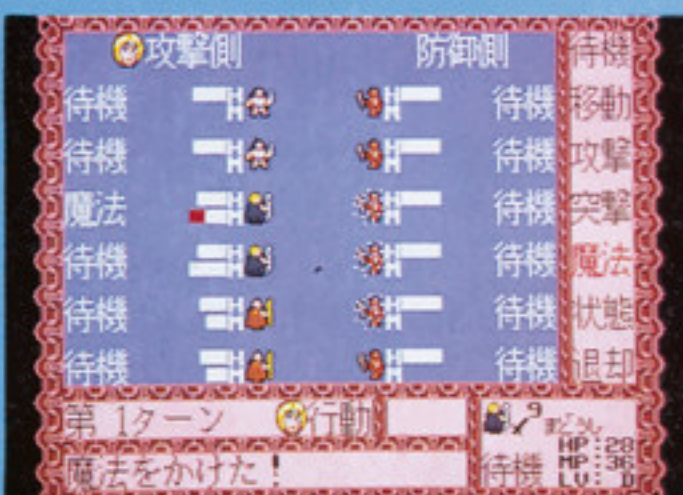 攻撃側 防御側 待機
待機 待機 移動
待機 待機 攻撃
魔法 待機 突撃
待機 待機 魔法
待機 待機 状態
待機 待機 退却
第 1ターン 行動
魔法をかけた!
まどうし
待機
HP:28
MP:36
LV: D